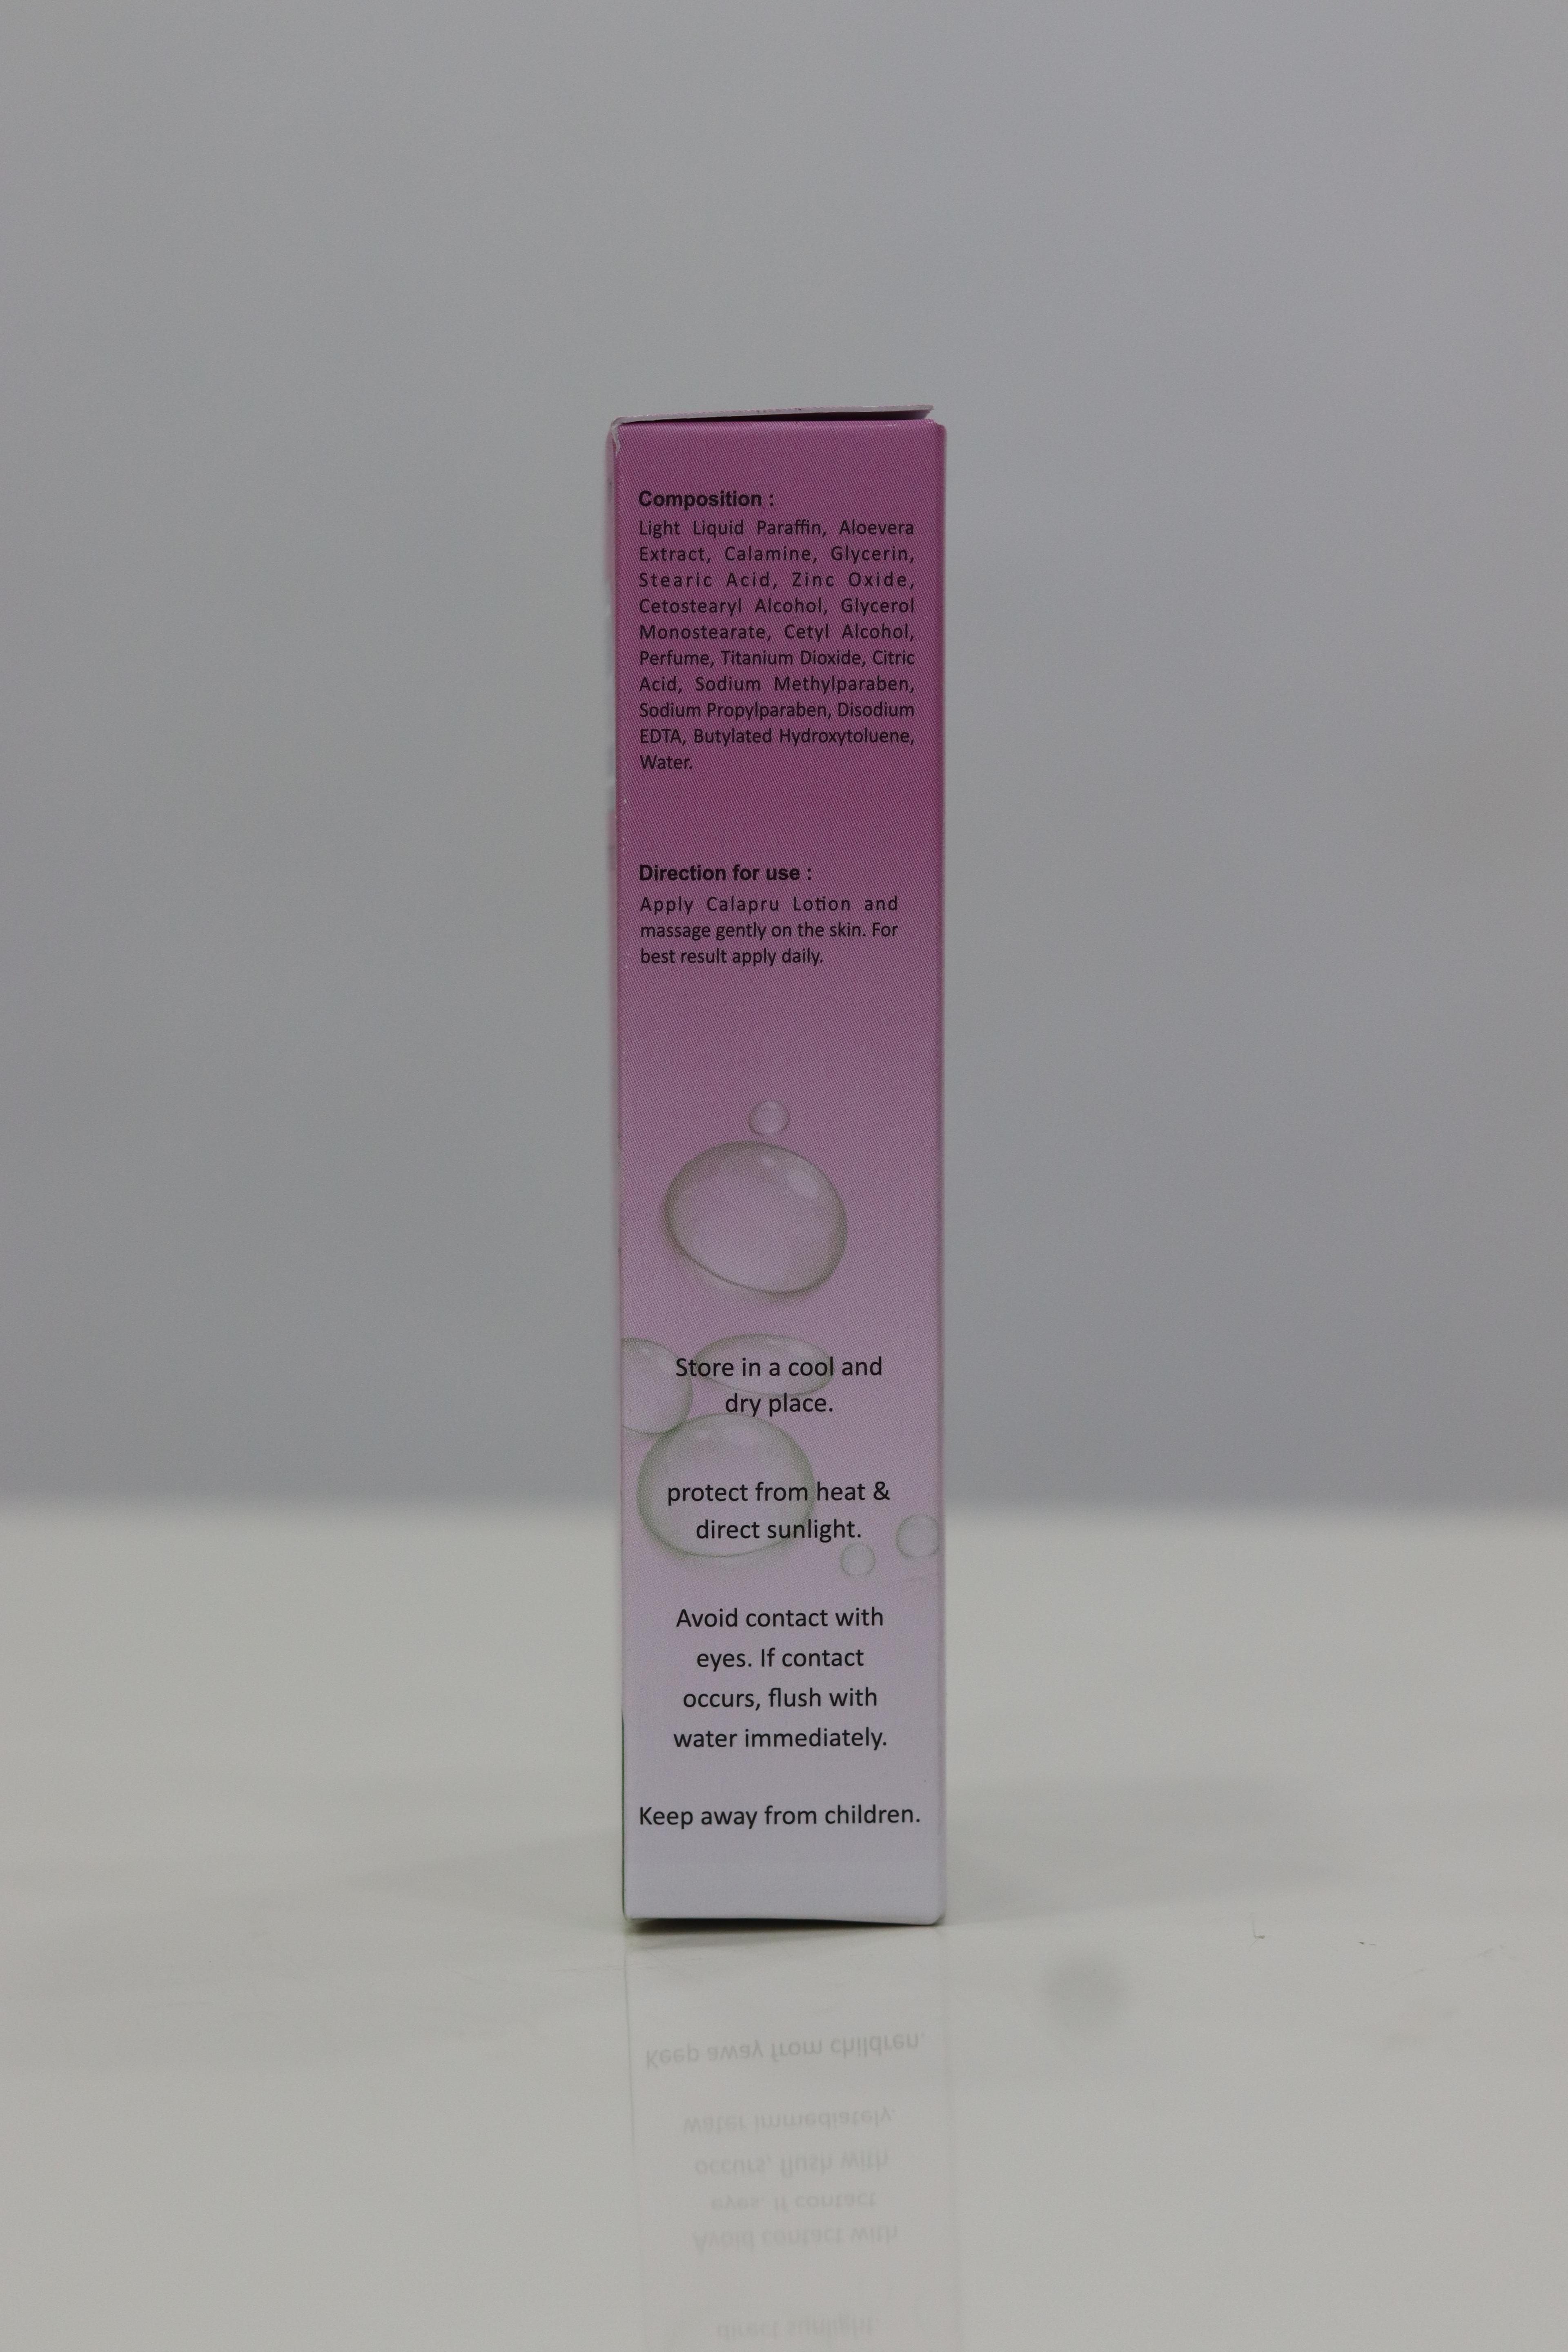 Composition :
Light Liquid Paraffin, Aloevera
Extract, Calamine, Glycerin,
Stearic Acid, Zinc Oxide,
Cetostearyl Alcohol, Glycerol
Monostearate, Cetyl Alcohol,
Perfume, Titanium Dioxide, Citric
Acid, Sodium Methylparaben,
Sodium Propylparaben, Disodium
EDTA, Butylated Hydroxytoluene,
Water.
Direction for use :
Apply Calapru Lotion and
massage gently on the skin. For
best result apply daily.
Store in a cool and
dry place.
protect from heat &
direct sunlight.
Avoid contact with
eyes. If contact
occurs, flush with
water immediately.
Keep away from children.